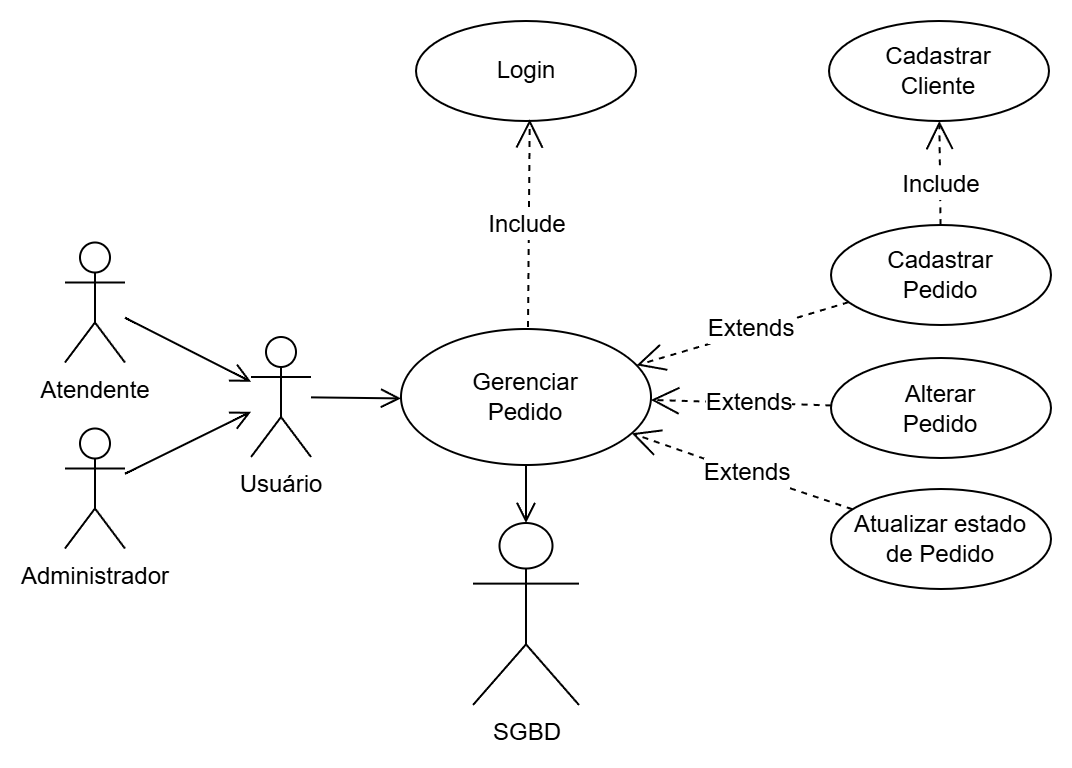 Login
Cadastrar
Cliente
Include
Include
Cadastrar
Pedido
Extends
Atendente
Gerenciar
Pedido
Extends
Alterar
Pedido
Usuário
Extends
Atualizar estado
de Pedido
Administrador
SGBD